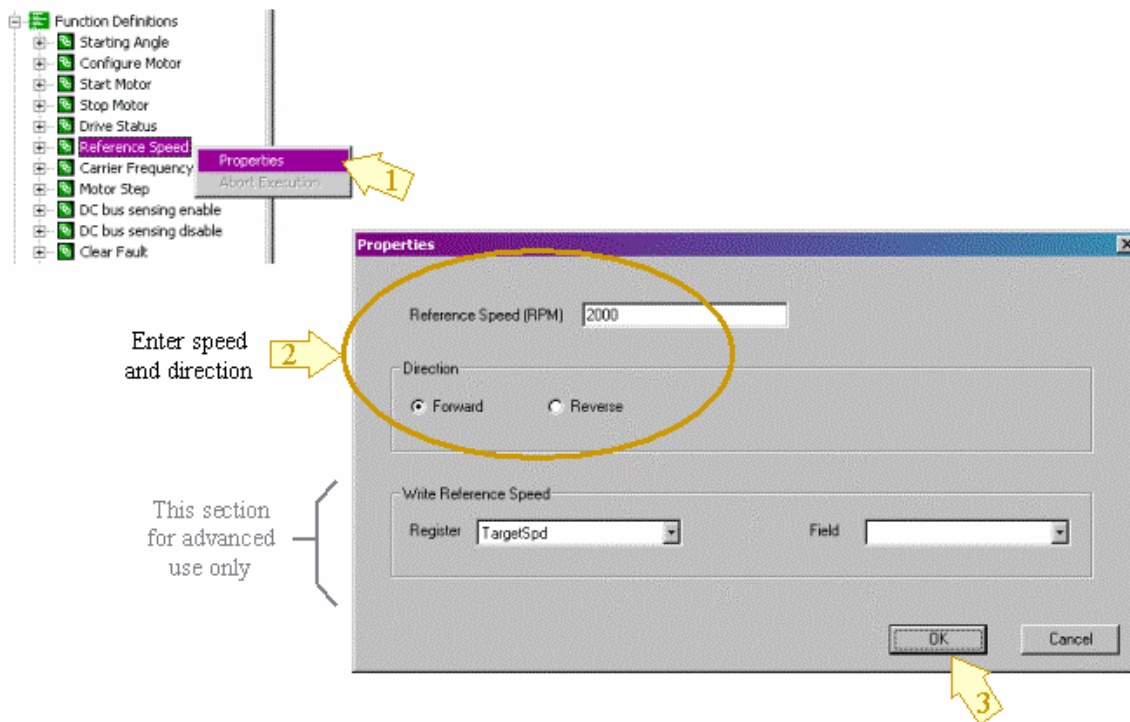 Function Definitions
Starting Angle
Configure Motor
Start Motor
Stop Motor
Drive Status
Reference Speed
Carrier Frequency
Motor Step
DC bus sensing enable
DC bus sensing disable
Clear Fault
Properties
Abort Execution
1
Properties
Reference Speed (RPM) 2000
Enter speed
and direction
2
Direction
Forward Reverse
This section
for advanced
use only
Write Reference Speed
Register TargetSpd Field
OK Cancel
3